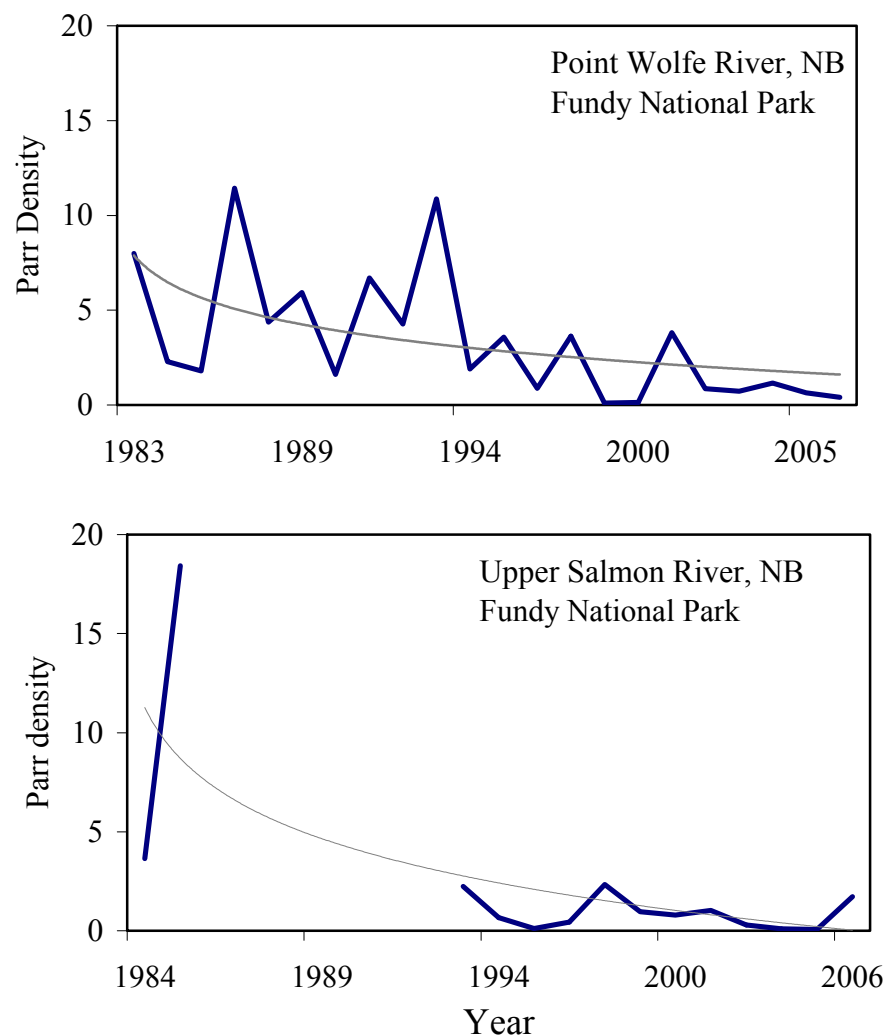 20
Point Wolfe River, NB
Fundy National Park
15
10
5
0
Parr Density
1983 1989 1994 2000 2005
20
Upper Salmon River, NB
Fundy National Park
15
10
5
0
Parr density
1984 1989 1994 2000 2006
Year